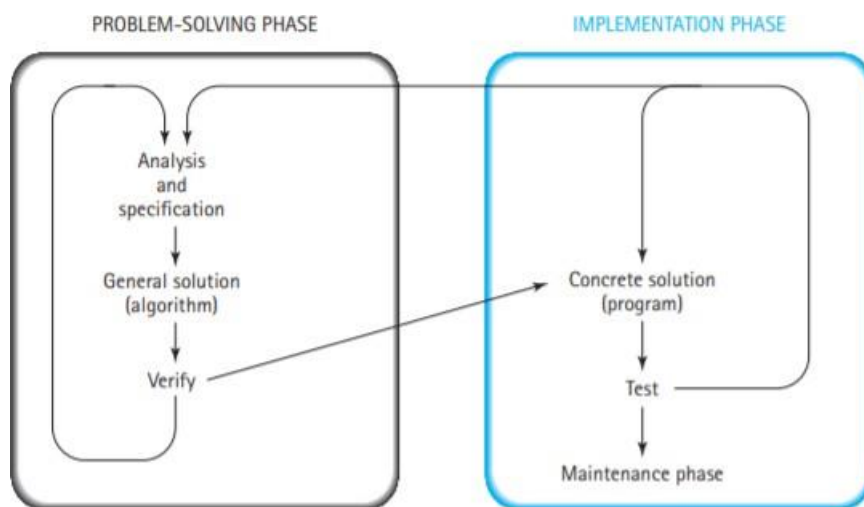 PROBLEM-SOLVING PHASE
IMPLEMENTATION PHASE
Analysis
and
specification
General solution
(algorithm)
Verify
Concrete solution
(program)
Test
Maintenance phase